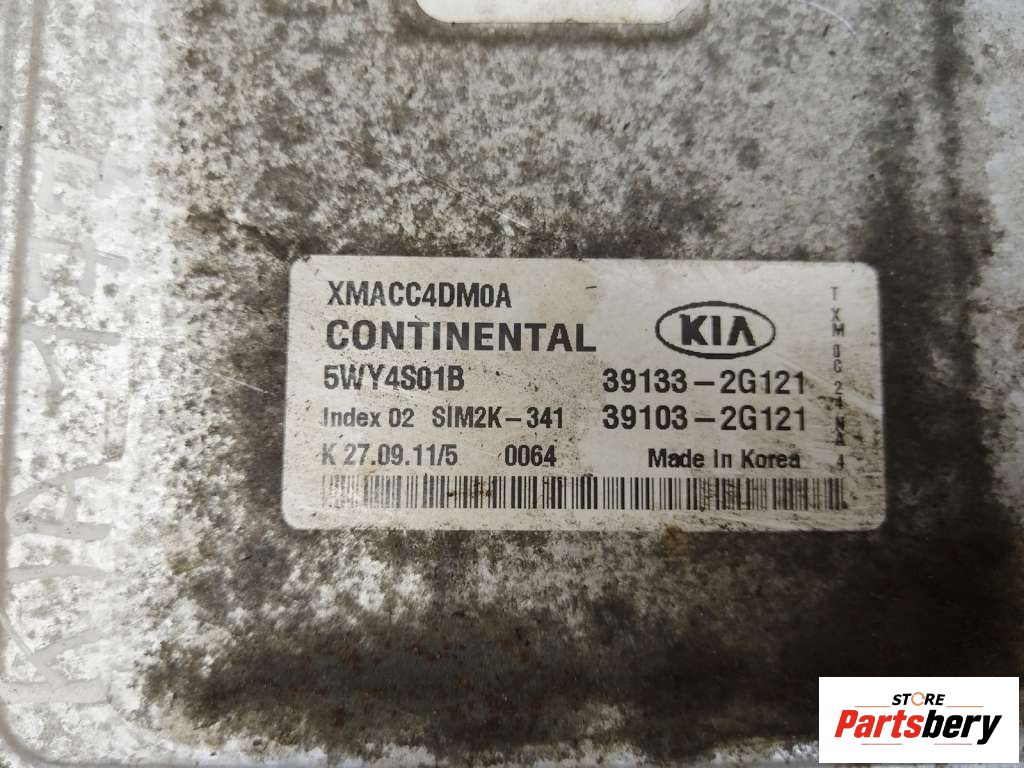 XMACC4DM0A
CONTINENTAL KIA
5WY4S01B 39133-2G121
Index 02 SIM2K-341 39103-2G121
K 27.09.11/5 0064 Made In Korea
STORE
Partsbery